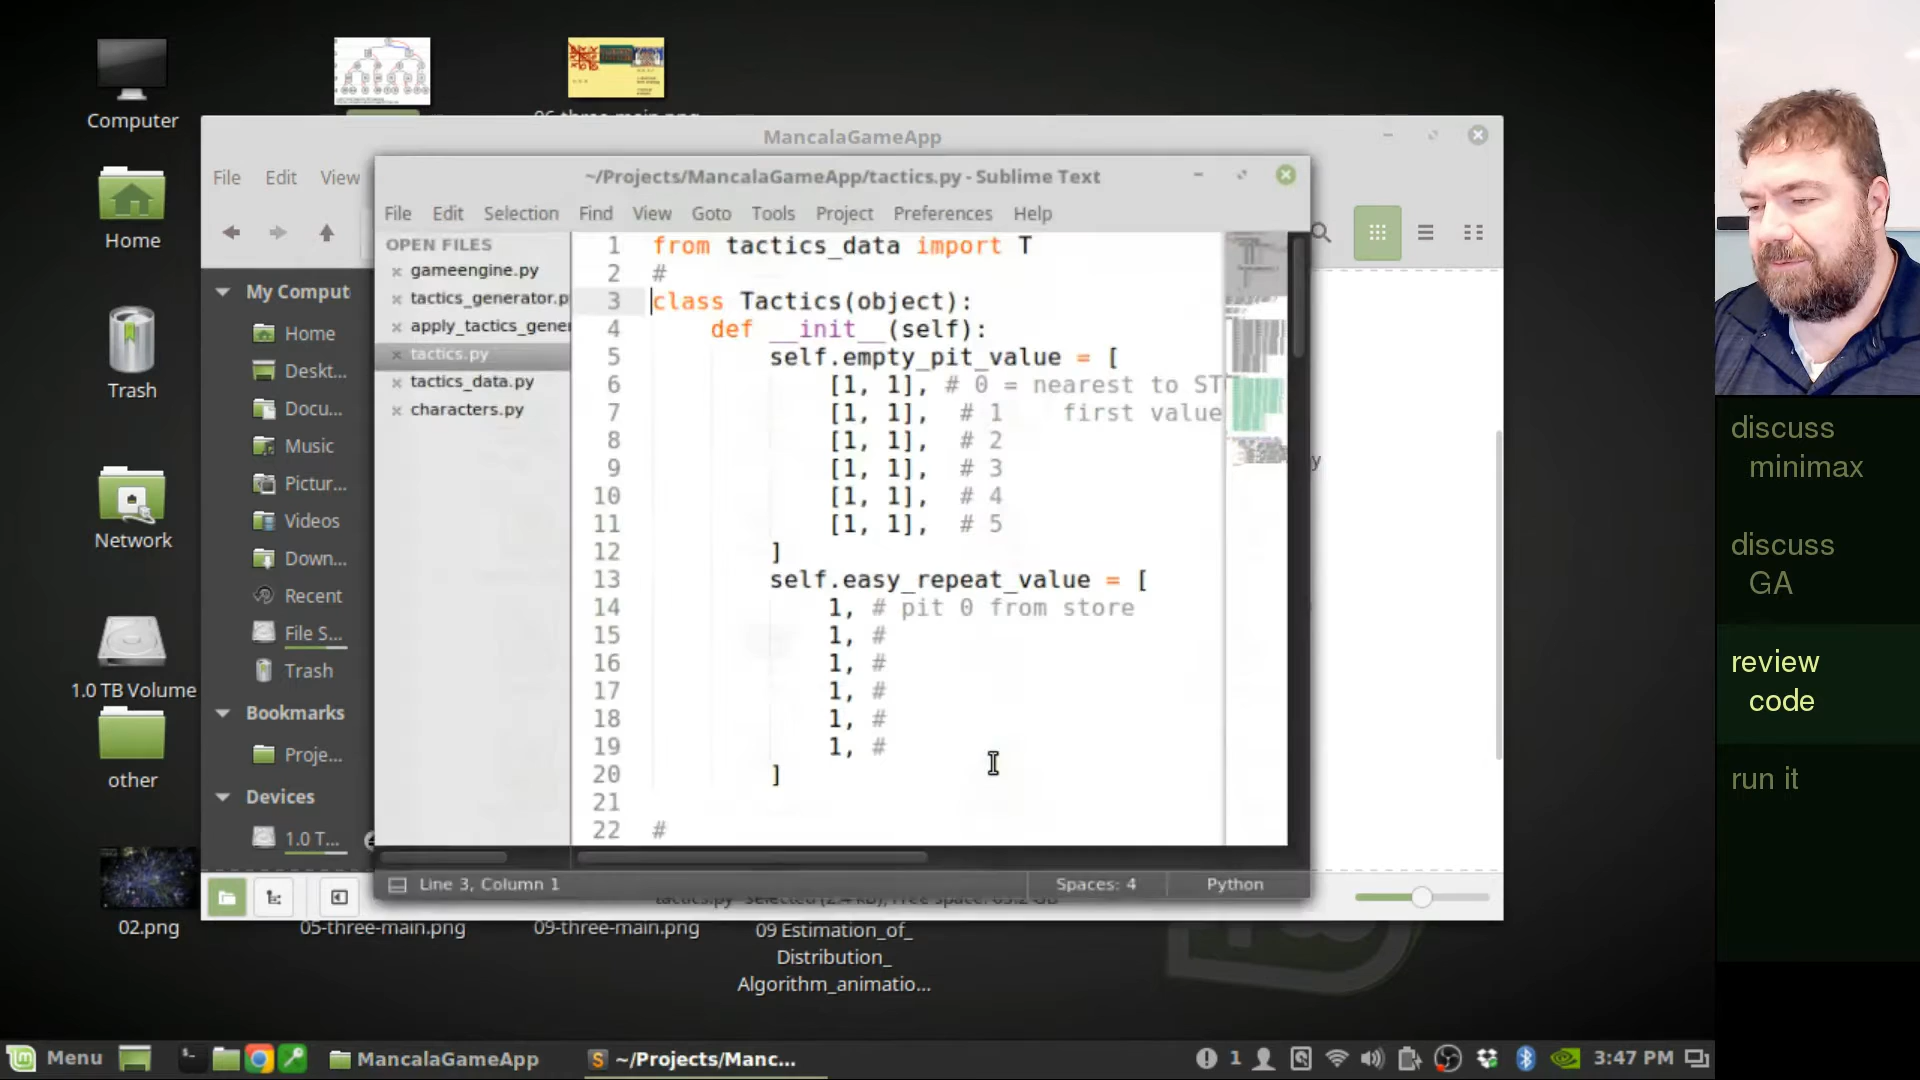 Computer
Home
Trash
Network
1.0 TB Volume
other
02.png
05-three-main.png
09-three-main.png
09 Estimation_of_
Distribution_
Algorithm_animatio...
MancalaGameApp
File Edit View
My Comput
Home
Deskt...
Docu...
Music
Pictur...
Videos
Down...
Recent
File S...
Trash
Bookmarks
Proje...
Devices
1.0 T...
~/Projects/MancalaGameApp/tactics.py - Sublime Text
File Edit Selection Find View Goto Tools Project Preferences Help
OPEN FILES
gameengine.py
tactics_generator.p
apply_tactics_gene
tactics.py
tactics_data.py
characters.py
1 from tactics_data import T
2 #
3 class Tactics(object):
4 def __init__(self):
5 self.empty_pit_value = [
6 [1, 1], # 0 = nearest to ST
7 [1, 1], # 1 first value
8 [1, 1], # 2
9 [1, 1], # 3
10 [1, 1], # 4
11 [1, 1], # 5
12 ]
13 self.easy_repeat_value = [
14 1, # pit 0 from store
15 1, #
16 1, #
17 1, #
18 1, #
19 1, #
20 ]
21
22 #
Line 3, Column 1 Spaces: 4 Python
discuss
minimax
discuss
GA
review
code
run it
Menu MancalaGameApp ~/Projects/Manc... 1 3:47 PM